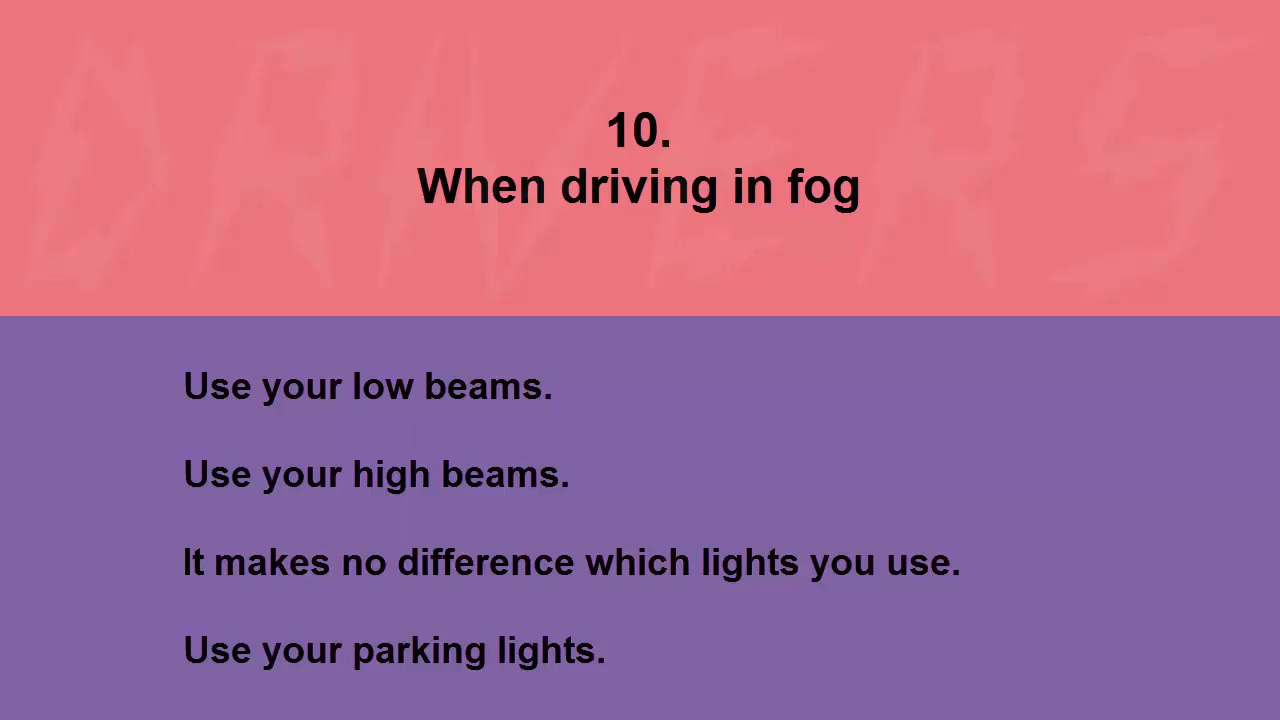 DRIVERS
10.
When driving in fog
Use your low beams.
Use your high beams.
It makes no difference which lights you use.
Use your parking lights.